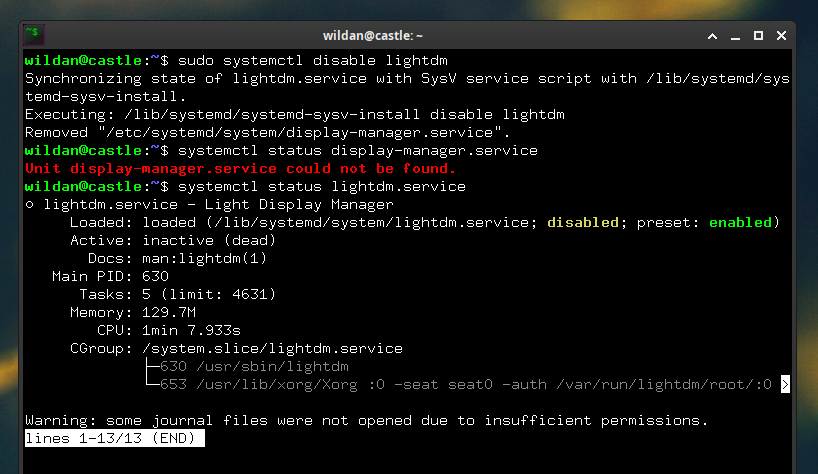 ~$
wildan@castle: ~
wildan@castle:~$ sudo systemctl disable lightdm
Synchronizing state of lightdm.service with SysV service script with /lib/systemd/sys
temd-sysv-install.
Executing: /lib/systemd/systemd-sysv-install disable lightdm
Removed "/etc/systemd/system/display-manager.service".
wildan@castle:~$ systemctl status display-manager.service
Unit display-manager.service could not be found.
wildan@castle:~$ systemctl status lightdm.service
○ lightdm.service - Light Display Manager
     Loaded: loaded (/lib/systemd/system/lightdm.service; disabled; preset: enabled)
     Active: inactive (dead)
       Docs: man:lightdm(1)
   Main PID: 630
      Tasks: 5 (limit: 4631)
     Memory: 129.7M
        CPU: 1min 7.933s
     CGroup: /system.slice/lightdm.service
             ├─630 /usr/sbin/lightdm
             └─653 /usr/lib/xorg/Xorg :0 -seat seat0 -auth /var/run/lightdm/root/:0 >
Warning: some journal files were not opened due to insufficient permissions.
lines 1-13/13 (END)